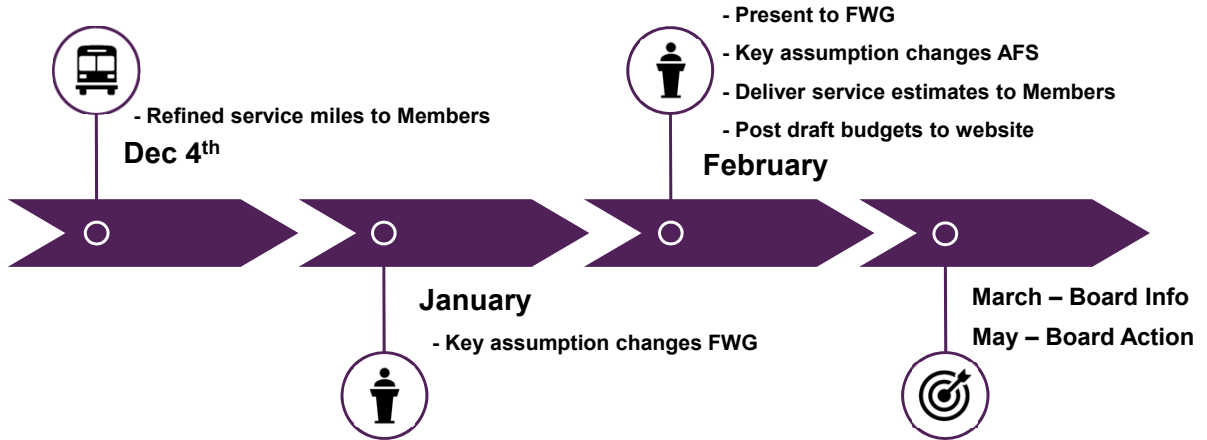 - Refined service miles to Members
Dec 4th
- Present to FWG
- Key assumption changes AFS
- Deliver service estimates to Members
- Post draft budgets to website
February
January
- Key assumption changes FWG
March – Board Info
May – Board Action